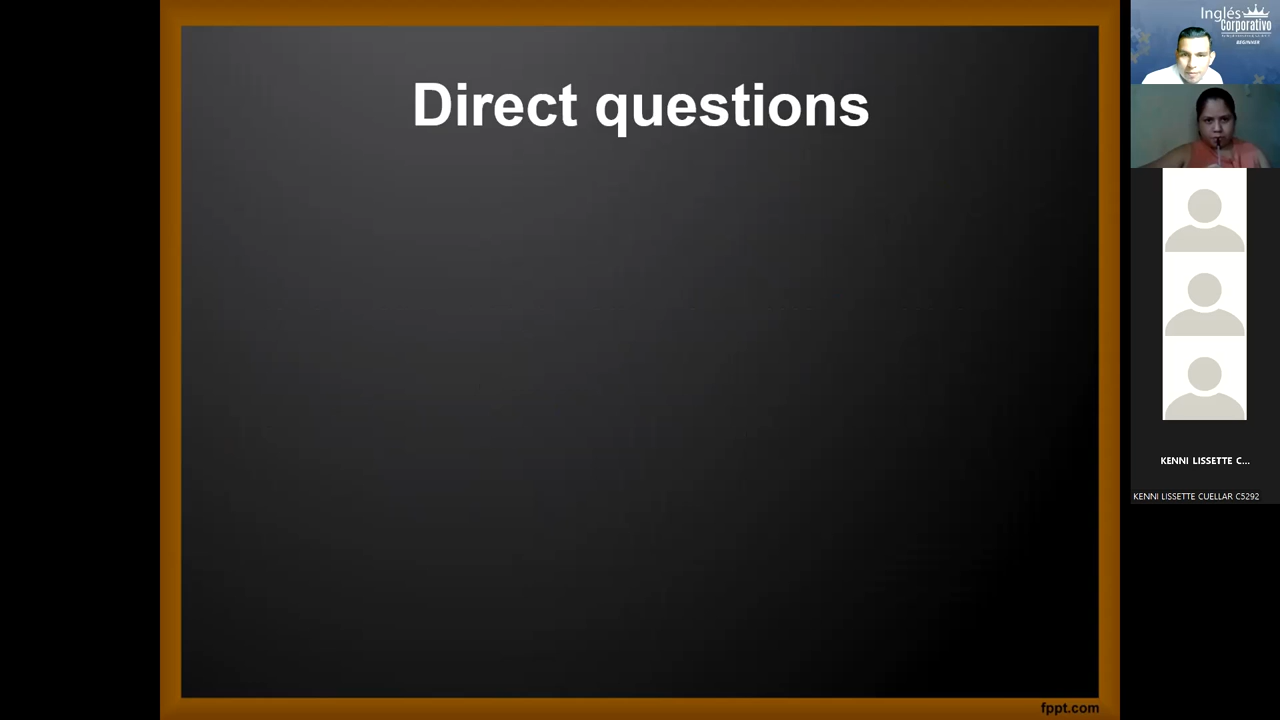 Direct questions
fppt.com
Inglés
Corporativo
BEGINNER
KENNI LISSETTE C...
KENNI LISSETTE CUELLAR C5292